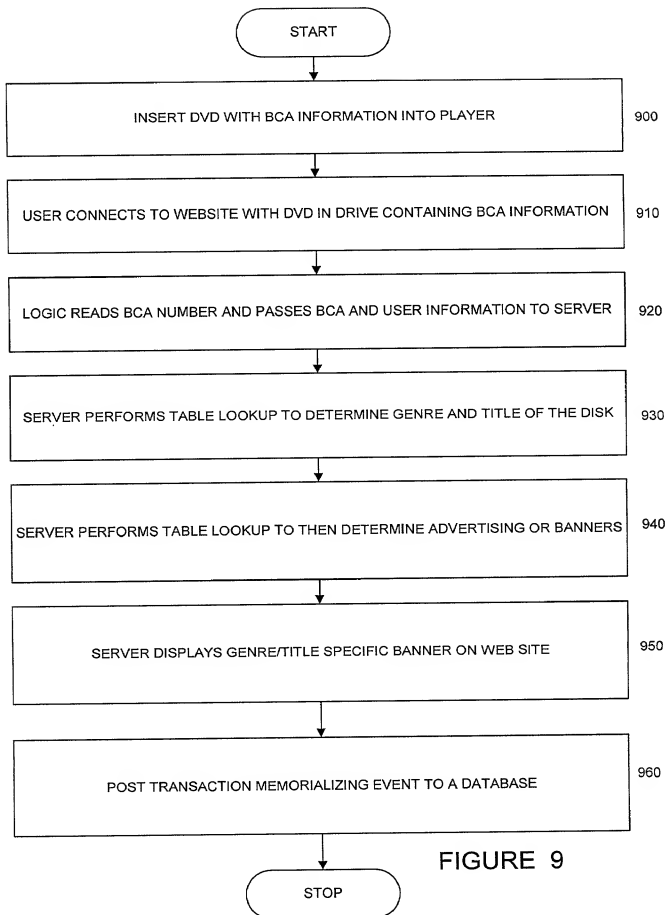 START
INSERT DVD WITH BCA INFORMATION INTO PLAYER
900
USER CONNECTS TO WEBSITE WITH DVD IN DRIVE CONTAINING BCA INFORMATION
910
LOGIC READS BCA NUMBER AND PASSES BCA AND USER INFORMATION TO SERVER
920
SERVER PERFORMS TABLE LOOKUP TO DETERMINE GENRE AND TITLE OF THE DISK
930
SERVER PERFORMS TABLE LOOKUP TO THEN DETERMINE ADVERTISING OR BANNERS
940
SERVER DISPLAYS GENRE/TITLE SPECIFIC BANNER ON WEB SITE
950
POST TRANSACTION MEMORIALIZING EVENT TO A DATABASE
960
FIGURE 9
STOP